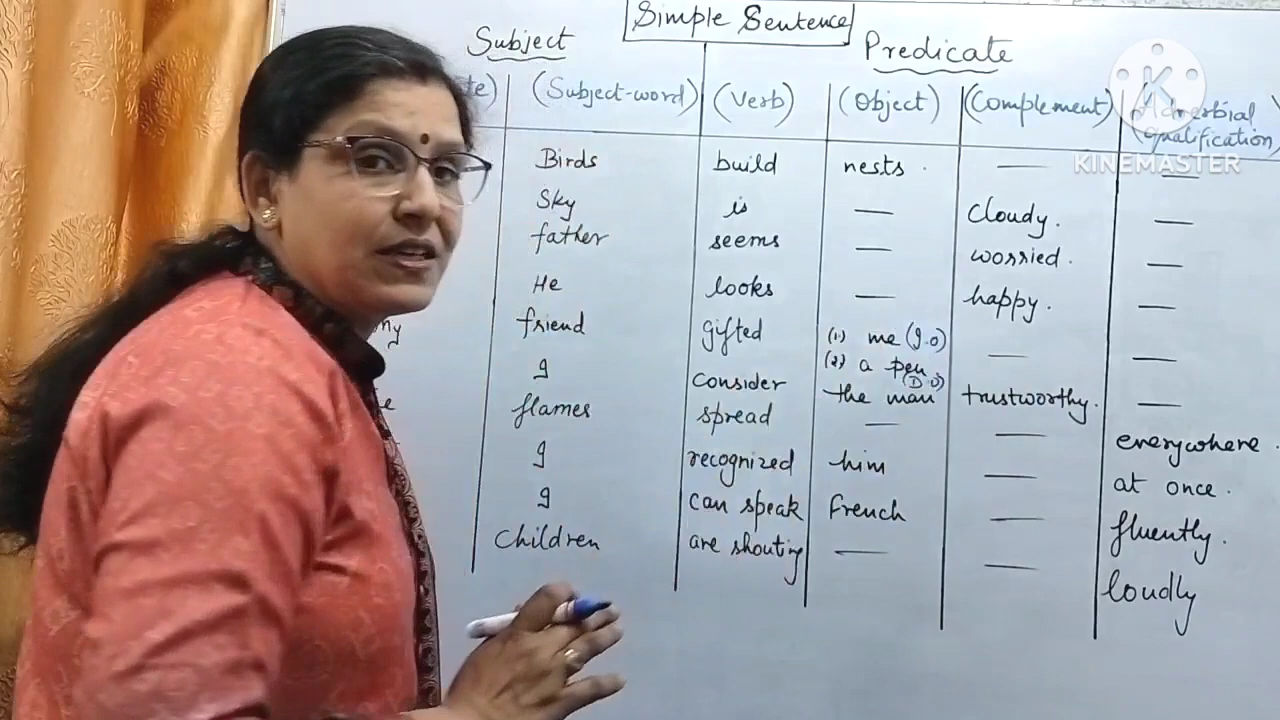 Simple Sentence
Subject Predicate
(Subject-word) (Verb) (Object) (Complement) (Adverbial Qualification)
KINEMASTER
Birds build nests. — —
Sky is — cloudy. —
father seems — worried. —
He looks — happy. —
friend gifted (1) me (I.O) (2) a pen (D.O) — —
I consider the man trustworthy. —
flames spread — — everywhere.
I recognized him — at once.
I can speak French — fluently.
Children are shouting — — loudly